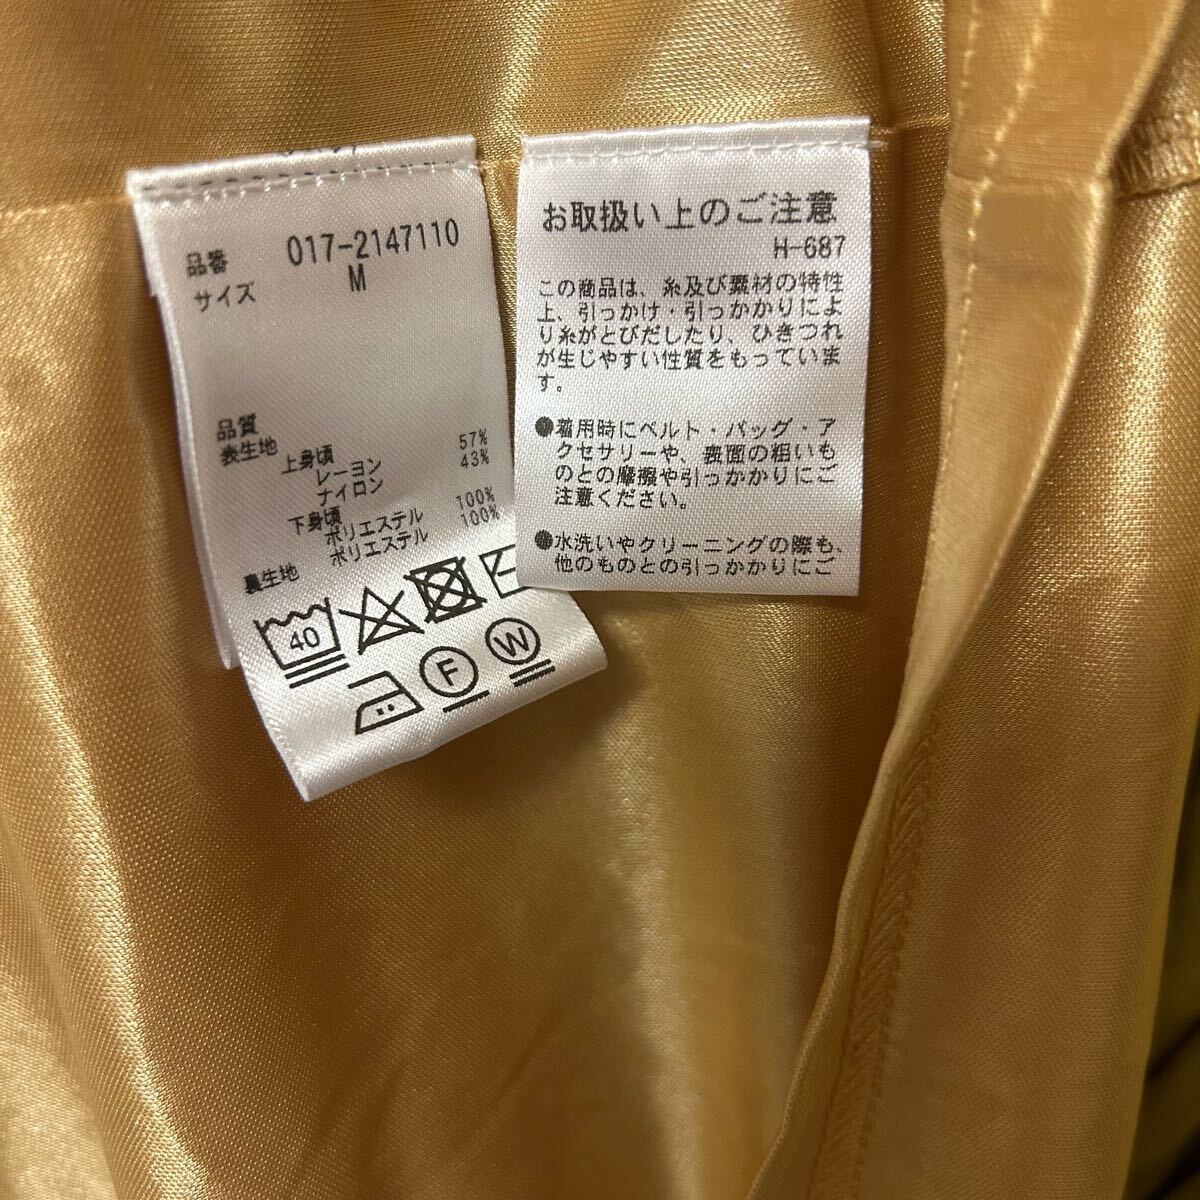 品番 017-2147110
サイズ M
品質
表生地
上身頃
レーヨン 57%
ナイロン 43%
下身頃
ポリエステル 100%
裏生地 ポリエステル 100%
40
F
W
お取扱い上のご注意
H-687
この商品は、糸及び素材の特性
上、引っかけ・引っかかりによ
り糸がとびだしたり、ひきつれ
が生じやすい性質をもっていま
す。
●着用時にベルト・バッグ・ア
クセサリーや、表面の粗いも
のとの摩擦や引っかかりにご
注意ください。
●水洗いやクリーニングの際も、
他のものとの引っかかりにご